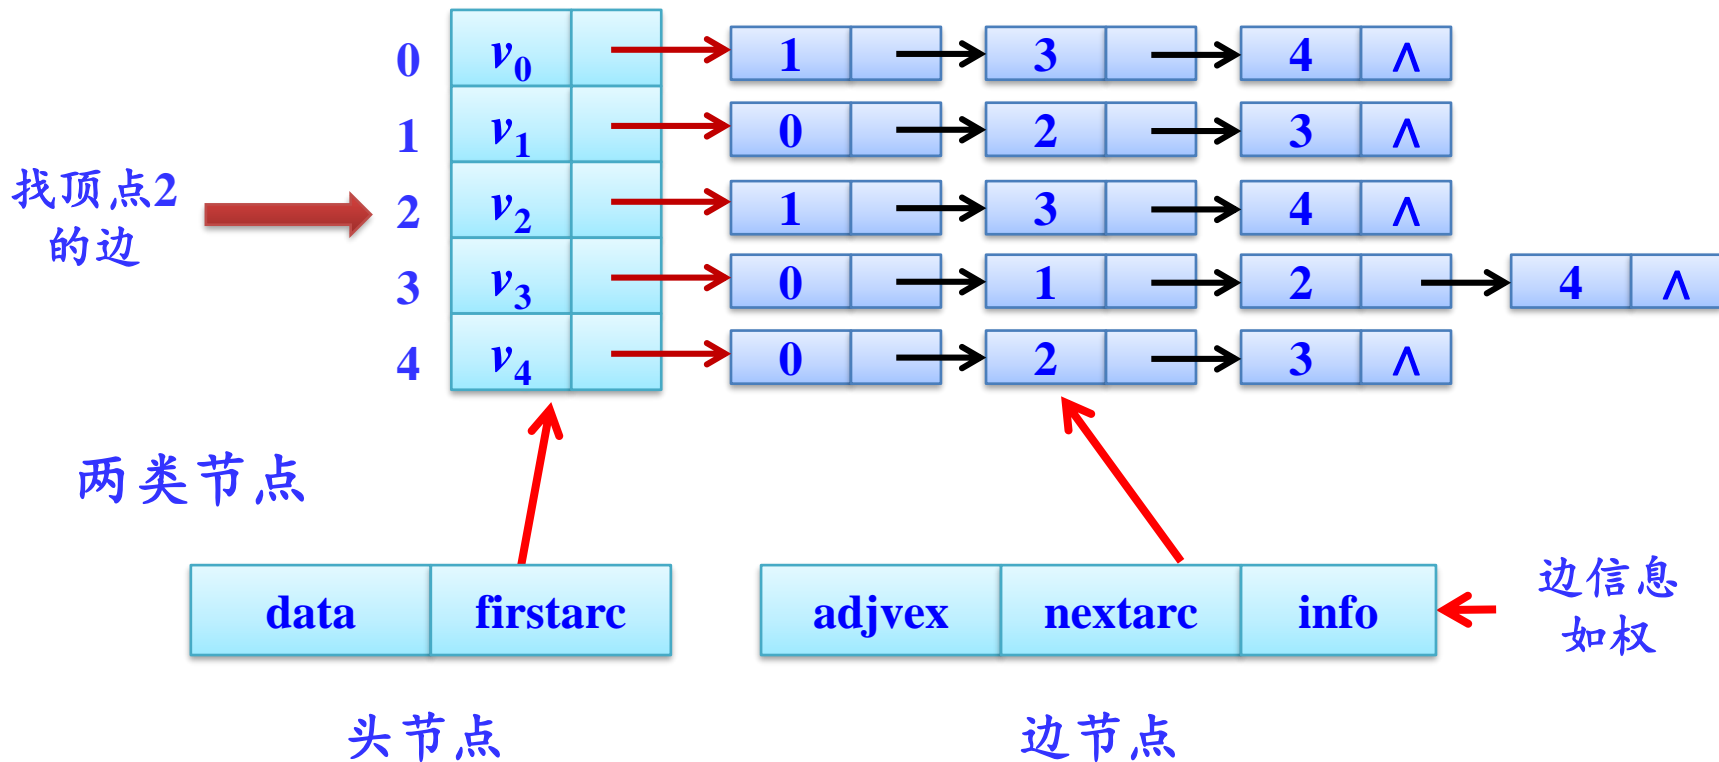 0 v0 1 3 4 ∧
1 v1 0 2 3 ∧
找顶点2
的边
2 v2 1 3 4 ∧
3 v3 0 1 2 4 ∧
4 v4 0 2 3 ∧
两类节点
data firstarc
adjvex nextarc info
边信息
如权
头节点
边节点